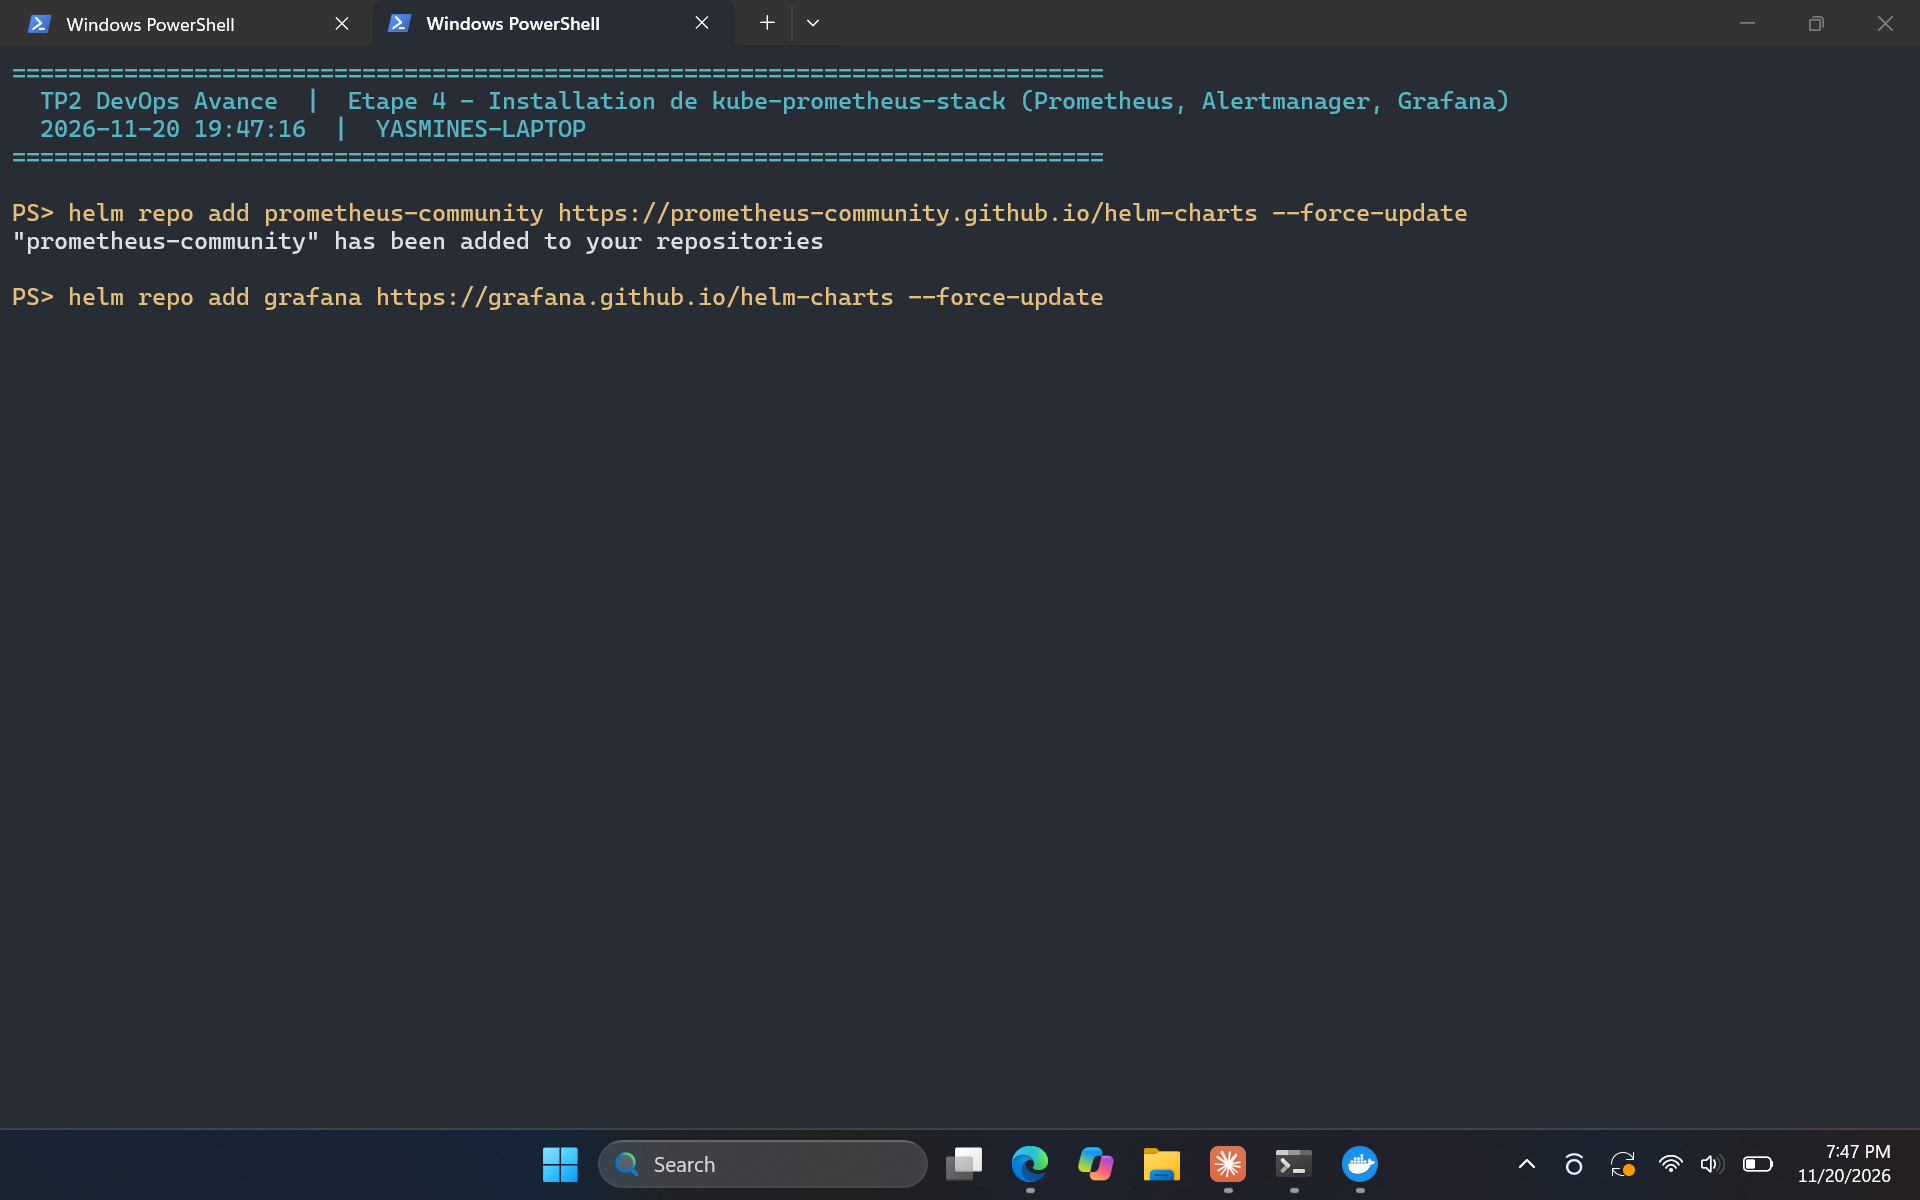 Windows PowerShell
Windows PowerShell
==============================================================================
TP2 DevOps Avance | Etape 4 - Installation de kube-prometheus-stack (Prometheus, Alertmanager, Grafana)
2026-11-20 19:47:16 | YASMINES-LAPTOP
==============================================================================
PS> helm repo add prometheus-community https://prometheus-community.github.io/helm-charts --force-update
"prometheus-community" has been added to your repositories
PS> helm repo add grafana https://grafana.github.io/helm-charts --force-update
Search
7:47 PM
11/20/2026